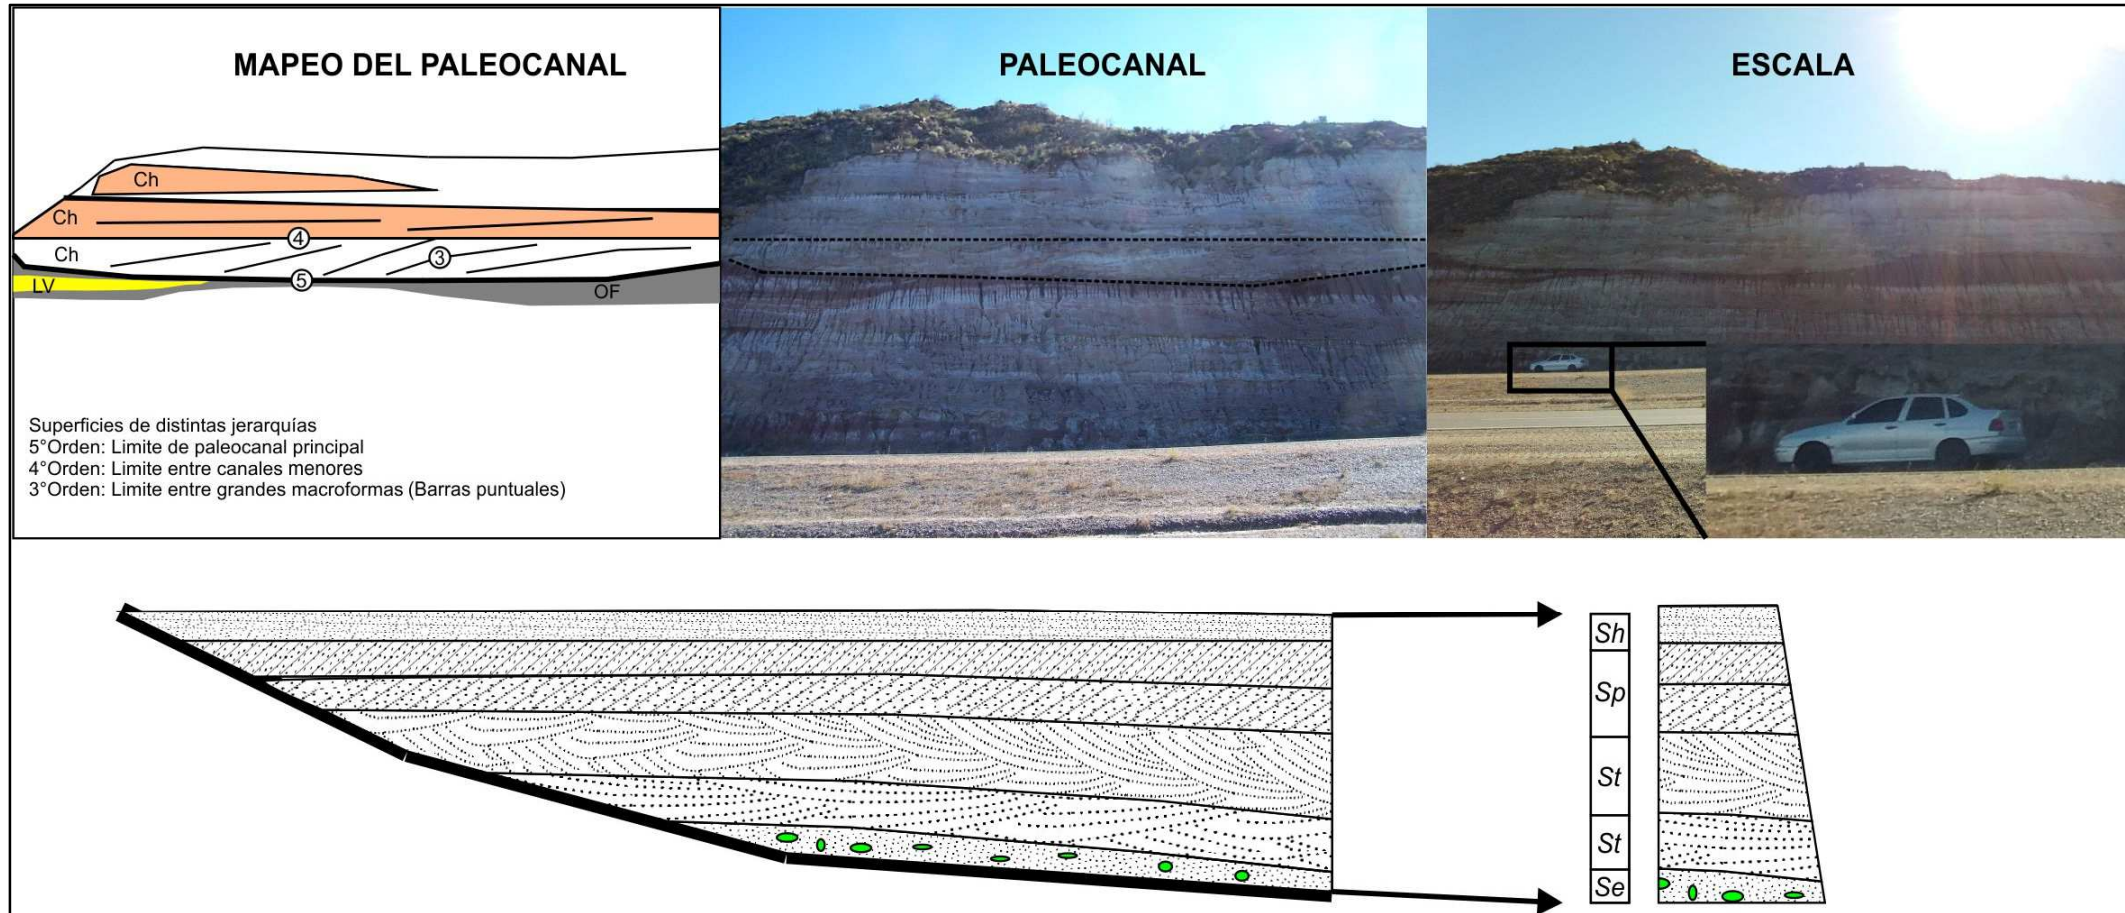 MAPEO DEL PALEOCANAL
Ch
Ch
4
Ch
3
5
LV
OF
Superficies de distintas jerarquías
5°Orden: Limite de paleocanal principal
4°Orden: Limite entre canales menores
3°Orden: Limite entre grandes macroformas (Barras puntuales)
PALEOCANAL
ESCALA
Sh
Sp
St
St
Se